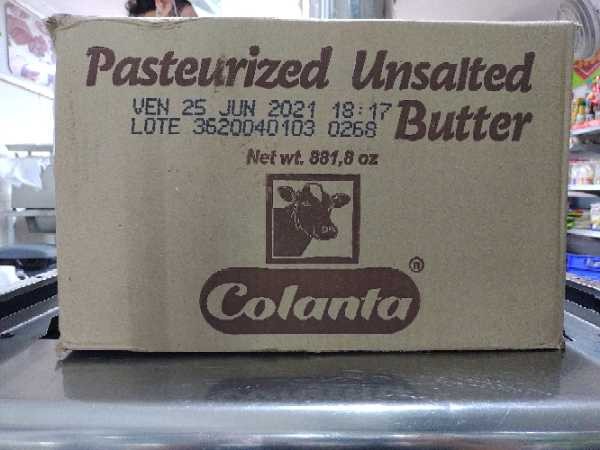 Pasteurized Unsalted
VEN 25 JUN 2021 18:17
LOTE 3620040103 0268
Butter
Net wt. 881,8 oz
Colanta ®